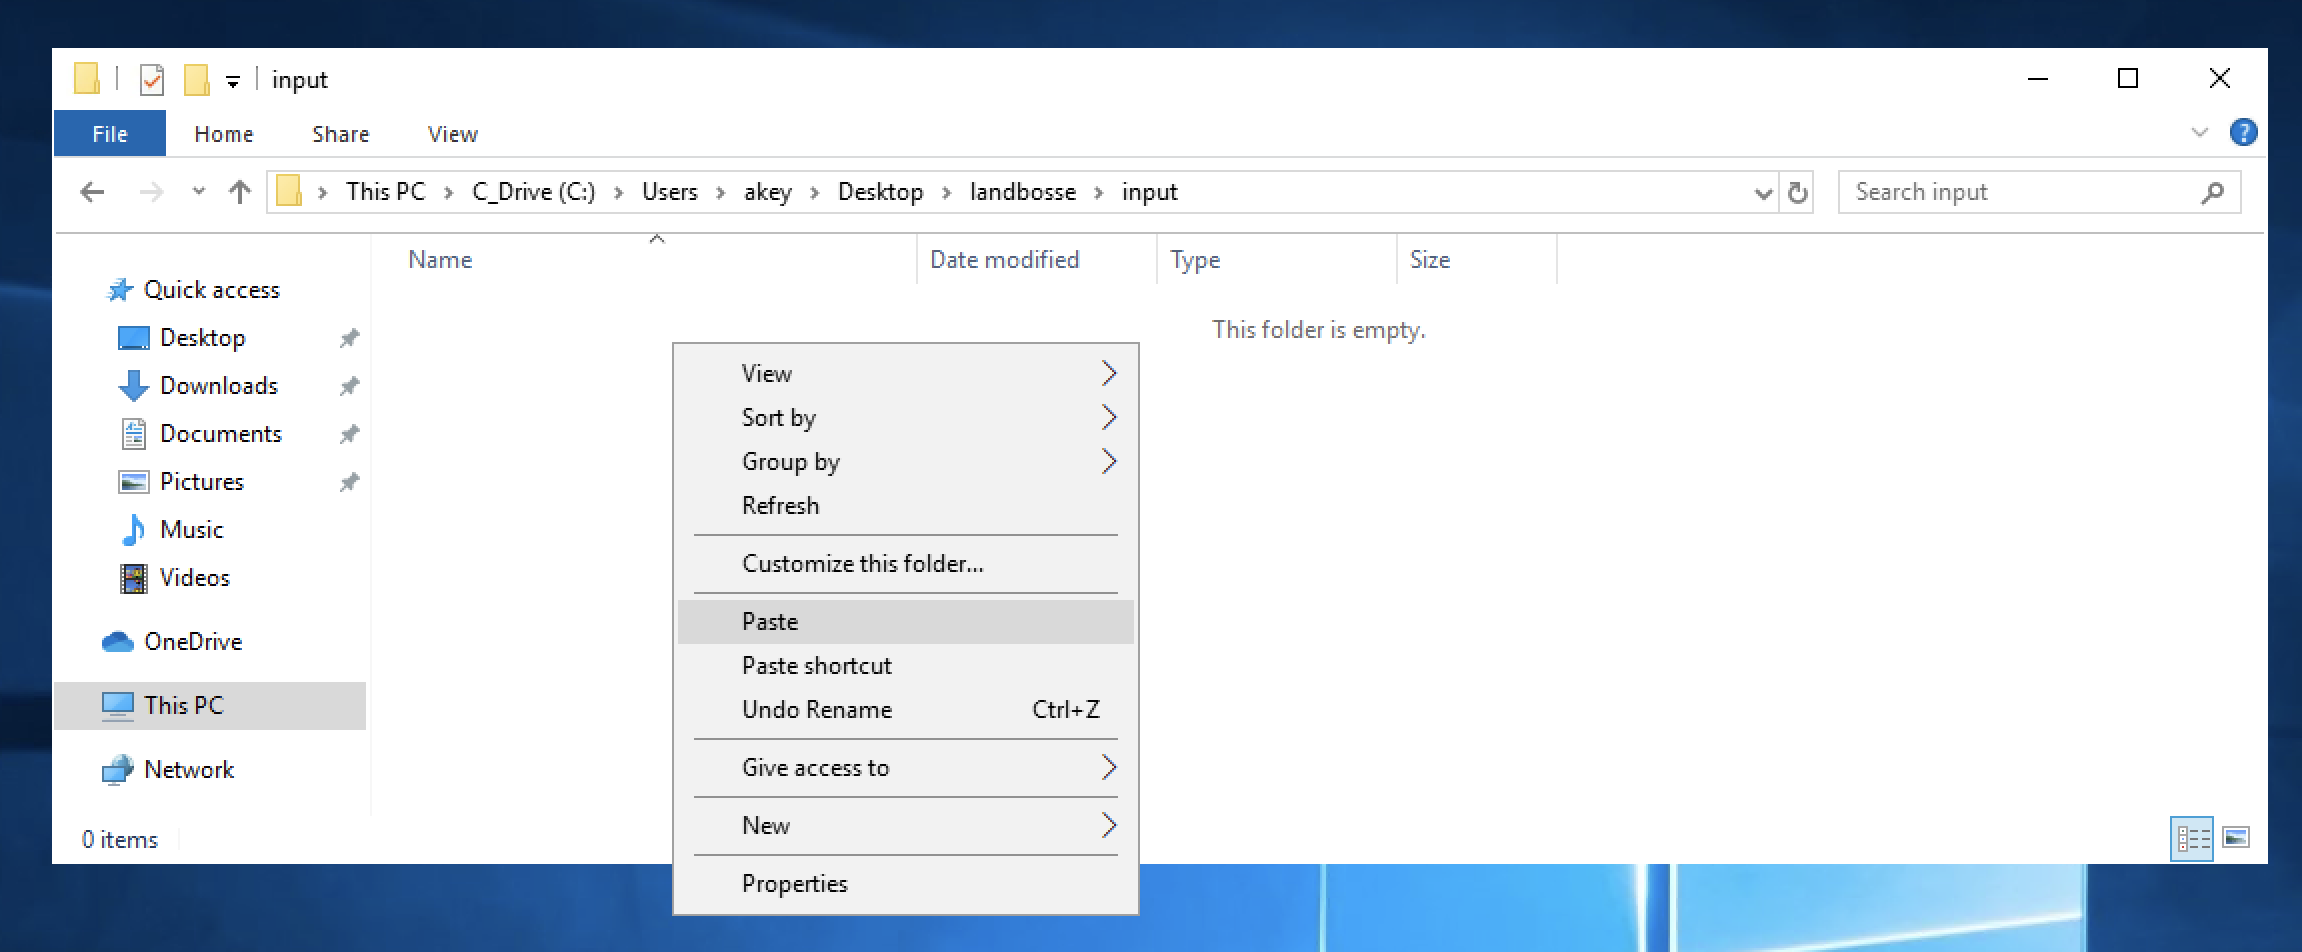 input
File Home Share View
This PC C_Drive (C:) Users akey Desktop landbosse input Search input
Name Date modified Type Size
Quick access
Desktop
Downloads
Documents
Pictures
Music
Videos
OneDrive
This PC
Network
This folder is empty.
View
Sort by
Group by
Refresh
Customize this folder...
Paste
Paste shortcut
Undo Rename Ctrl+Z
Give access to
New
Properties
0 items